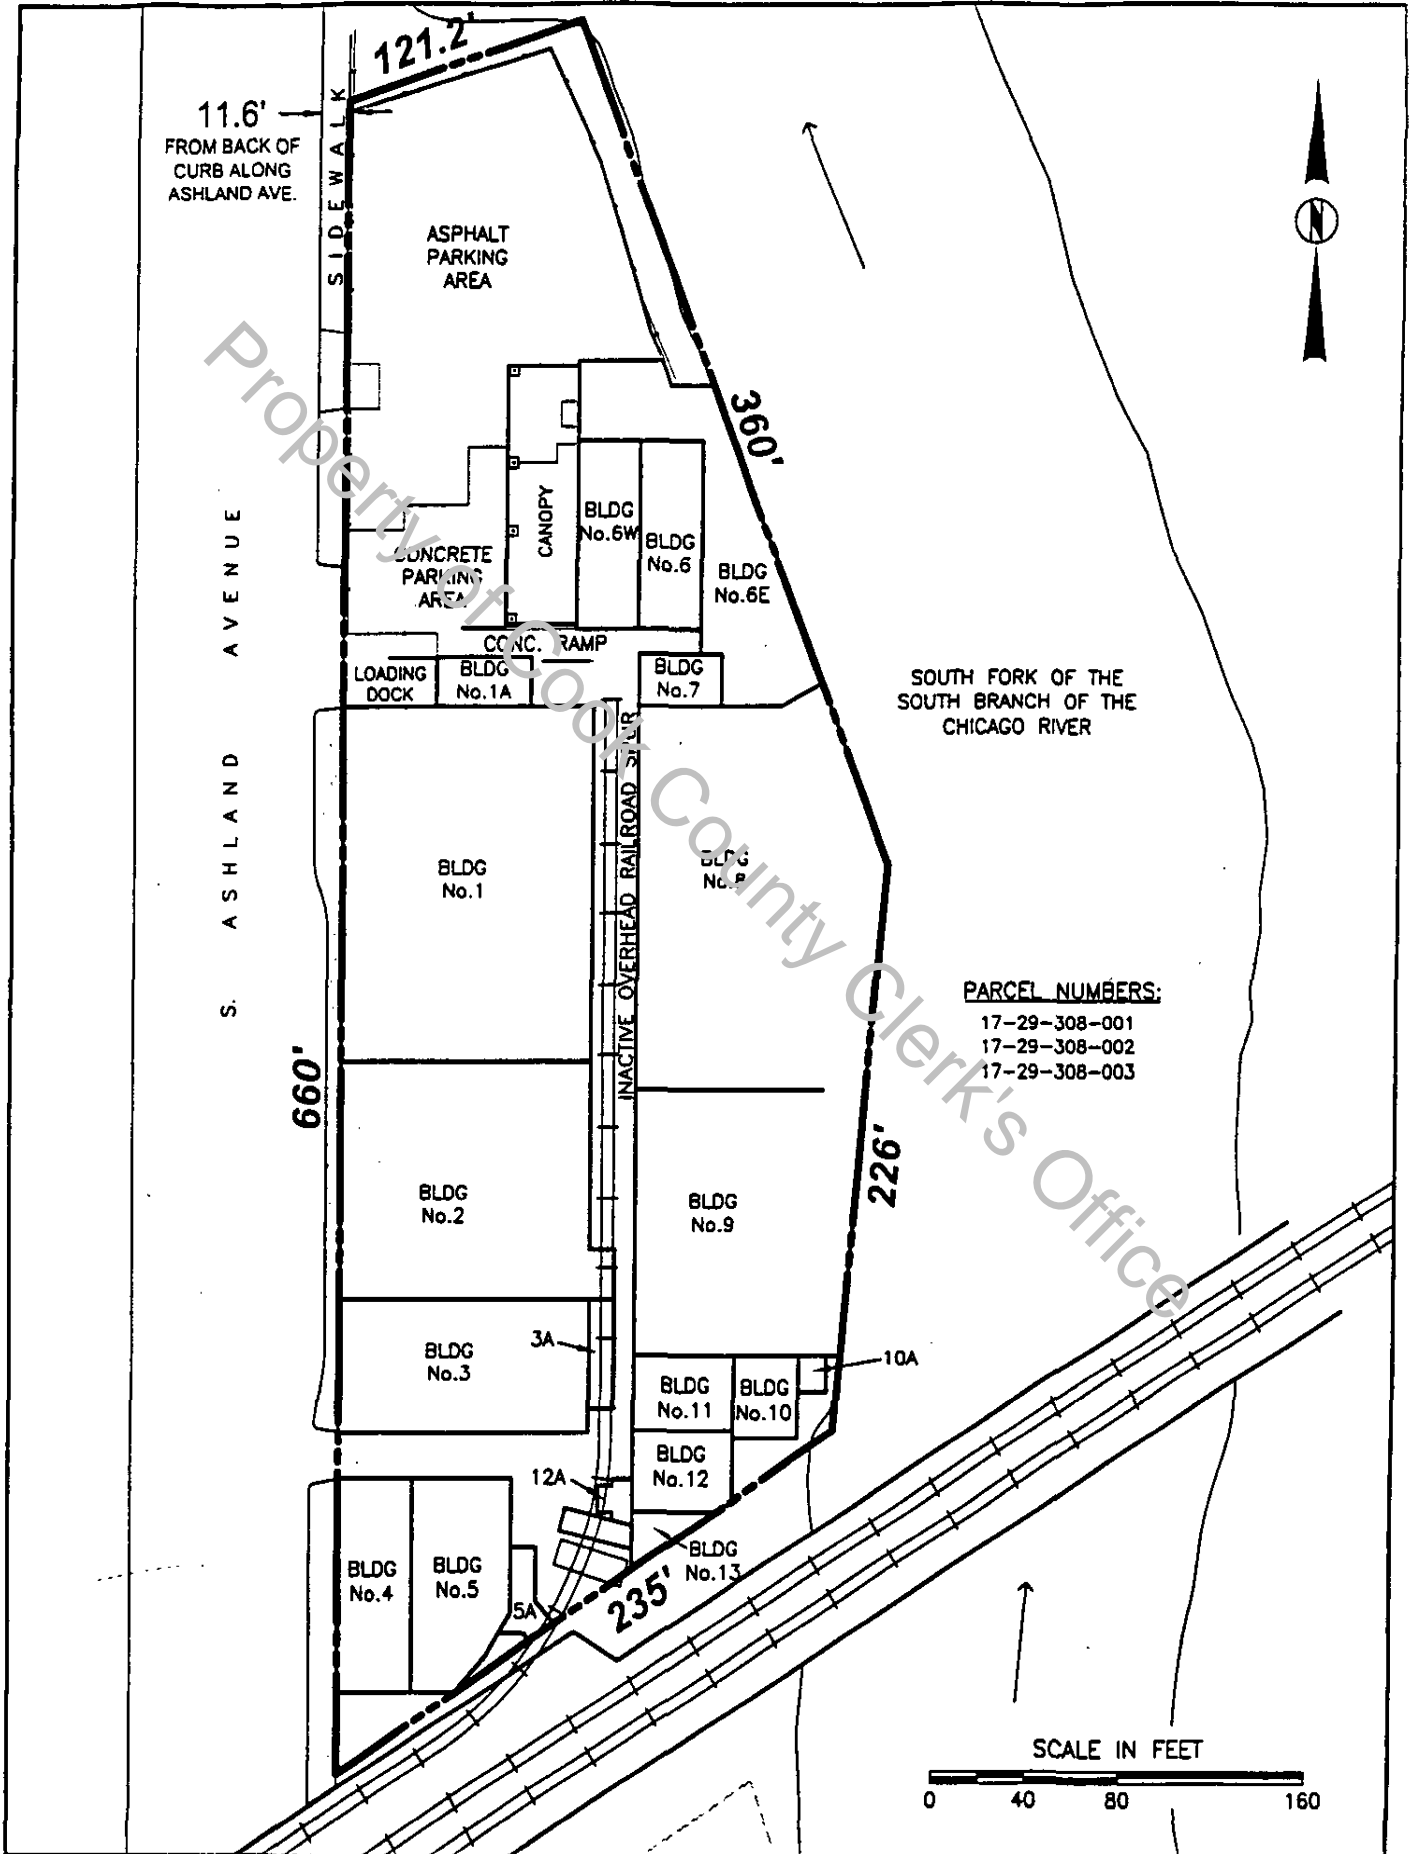 121.2'
11.6'
FROM BACK OF
CURB ALONG
ASHLAND AVE.
SIDEWALK
N
ASPHALT
PARKING
AREA
360'
CANOPY
BLDG
No.6W
BLDG
No.6
BLDG
No.6E
CONCRETE
PARKING
AREA
CONC. RAMP
LOADING
DOCK
BLDG
No.1A
BLDG
No.7
SOUTH FORK OF THE
SOUTH BRANCH OF THE
CHICAGO RIVER
S. ASHLAND AVENUE
INACTIVE OVERHEAD RAILROAD SPUR
BLDG
No.1
BLDG
No.8
PARCEL NUMBERS:
17-29-308-001
17-29-308-002
17-29-308-003
660'
226'
BLDG
No.2
BLDG
No.9
BLDG
No.3
3A
10A
BLDG
No.11
BLDG
No.10
BLDG
No.12
12A
BLDG
No.13
BLDG
No.4
BLDG
No.5
5A
235'
SCALE IN FEET
0 40 80 160
Property of Cook County Clerk's Office